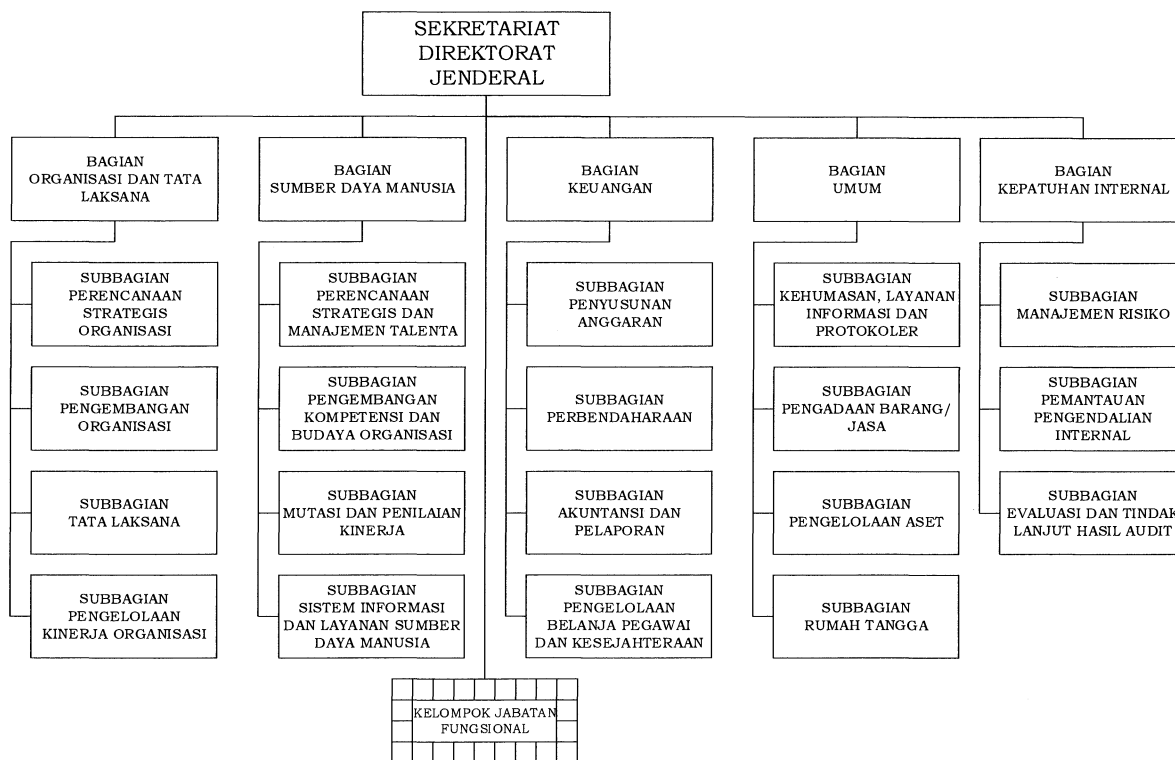 SEKRETARIAT
DIREKTORAT
JENDERAL
BAGIAN
ORGANISASI DAN TATA
LAKSANA
BAGIAN
SUMBER DAYA MANUSIA
BAGIAN
KEUANGAN
BAGIAN
UMUM
BAGIAN
KEPATUHAN INTERNAL
SUBBAGIAN
PERENCANAAN
STRATEGIS
ORGANISASI
SUBBAGIAN
PERENCANAAN
STRATEGIS DAN
MANAJEMEN TALENTA
SUBBAGIAN
PENYUSUNAN
ANGGARAN
SUBBAGIAN
KEHUMASAN, LAYANAN
INFORMASI DAN
PROTOKOLER
SUBBAGIAN
MANAJEMEN RISIKO
SUBBAGIAN
PENGEMBANGAN
ORGANISASI
SUBBAGIAN
PENGEMBANGAN
KOMPETENSI DAN
BUDAYA ORGANISASI
SUBBAGIAN
PERBENDAHARAAN
SUBBAGIAN
PENGADAAN BARANG/
JASA
SUBBAGIAN
PEMANTAUAN
PENGENDALIAN
INTERNAL
SUBBAGIAN
TATA LAKSANA
SUBBAGIAN
MUTASI DAN PENILAIAN
KINERJA
SUBBAGIAN
AKUNTANSI DAN
PELAPORAN
SUBBAGIAN
PENGELOLAAN ASET
SUBBAGIAN
EVALUASI DAN TINDAK
LANJUT HASIL AUDIT
SUBBAGIAN
PENGELOLAAN
KINERJA ORGANISASI
SUBBAGIAN
SISTEM INFORMASI
DAN LAYANAN SUMBER
DAYA MANUSIA
SUBBAGIAN
PENGELOLAAN
BELANJA PEGAWAI
DAN KESEJAHTERAAN
SUBBAGIAN
RUMAH TANGGA
KELOMPOK JABATAN
FUNGSIONAL